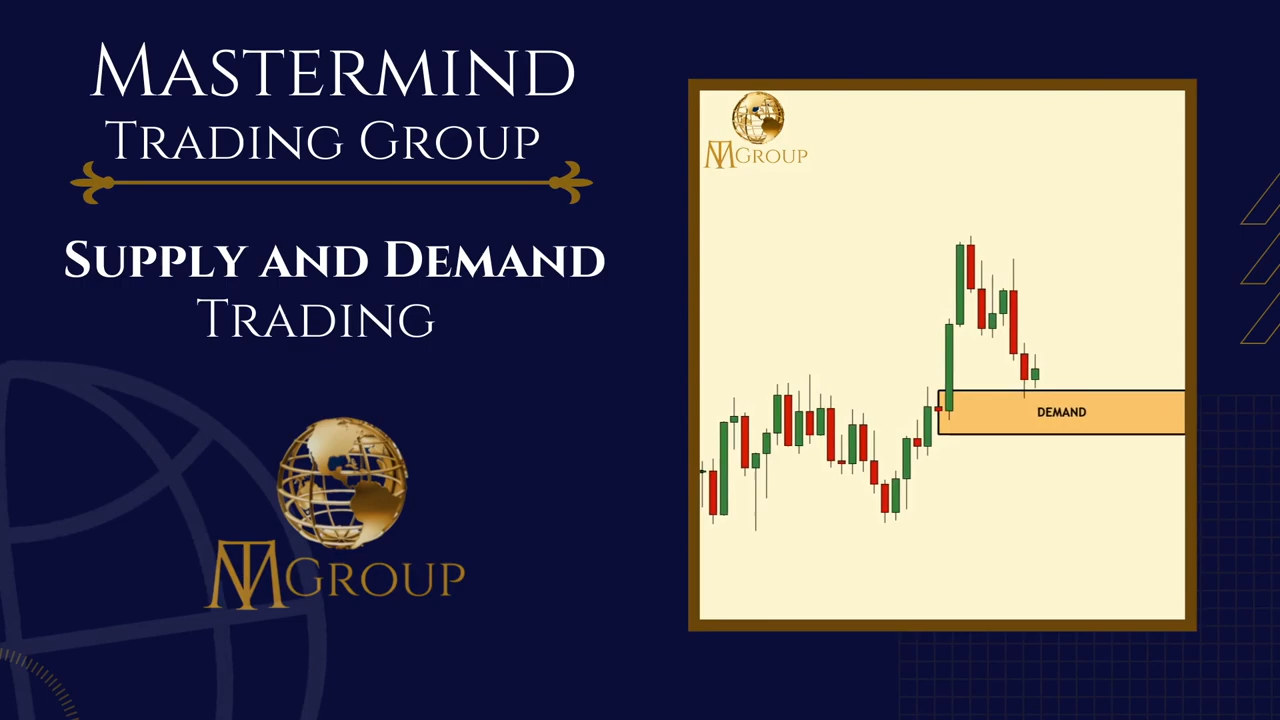 Mastermind
Trading Group
Supply and Demand
Trading
MTGroup
MTGroup
DEMAND